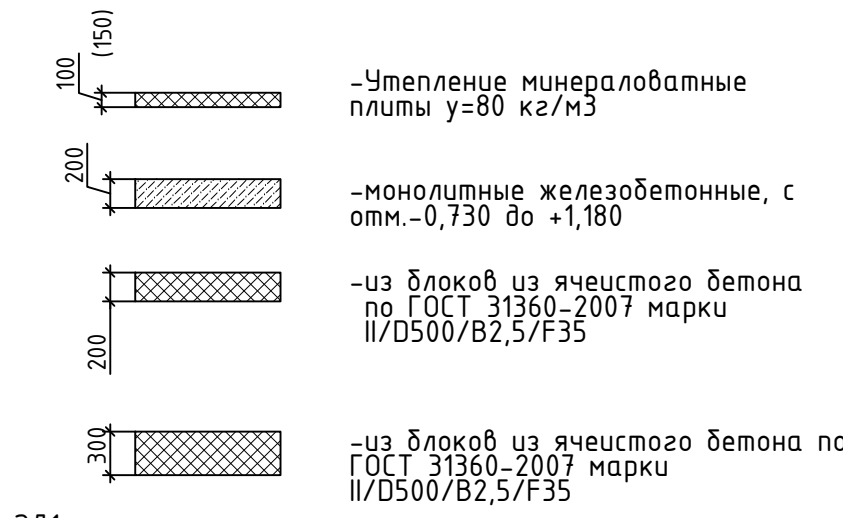 100
(150)
-Утепление минераловатные
плиты у=80 кг/м3
200
-монолитные железобетонные, с
отм.-0,730 до +1,180
200
-из блоков из ячеистого бетона
по ГОСТ 31360-2007 марки
II/D500/B2,5/F35
300
-из блоков из ячеистого бетона по
ГОСТ 31360-2007 марки
II/D500/B2,5/F35